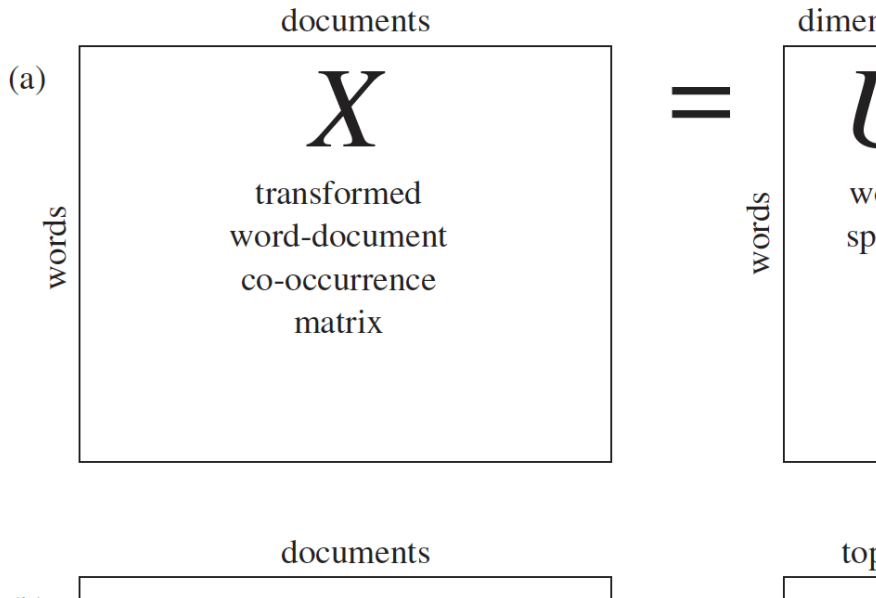 documents
(a)
X
transformed
word-document
co-occurrence
matrix
words
=
words
documents